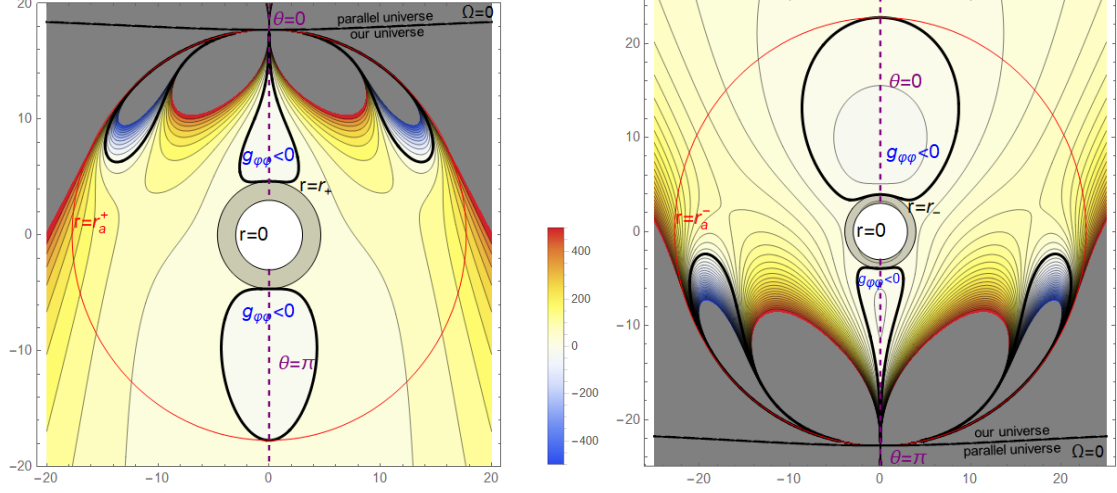 20
θ=0
parallel universe
our universe
Ω=0
10
g_φφ<0
r=r_+
r=r_a^+
0
r=0
g_φφ<0
−10
θ=π
−20
−20 −10 0 10 20
400
200
0
−200
−400
20
θ=0
10
g_φφ<0
r=r_−
r=r_a^−
0
r=0
g_φφ<0
−10
our universe
−20
parallel universe
Ω=0
θ=π
−20 −10 0 10 20